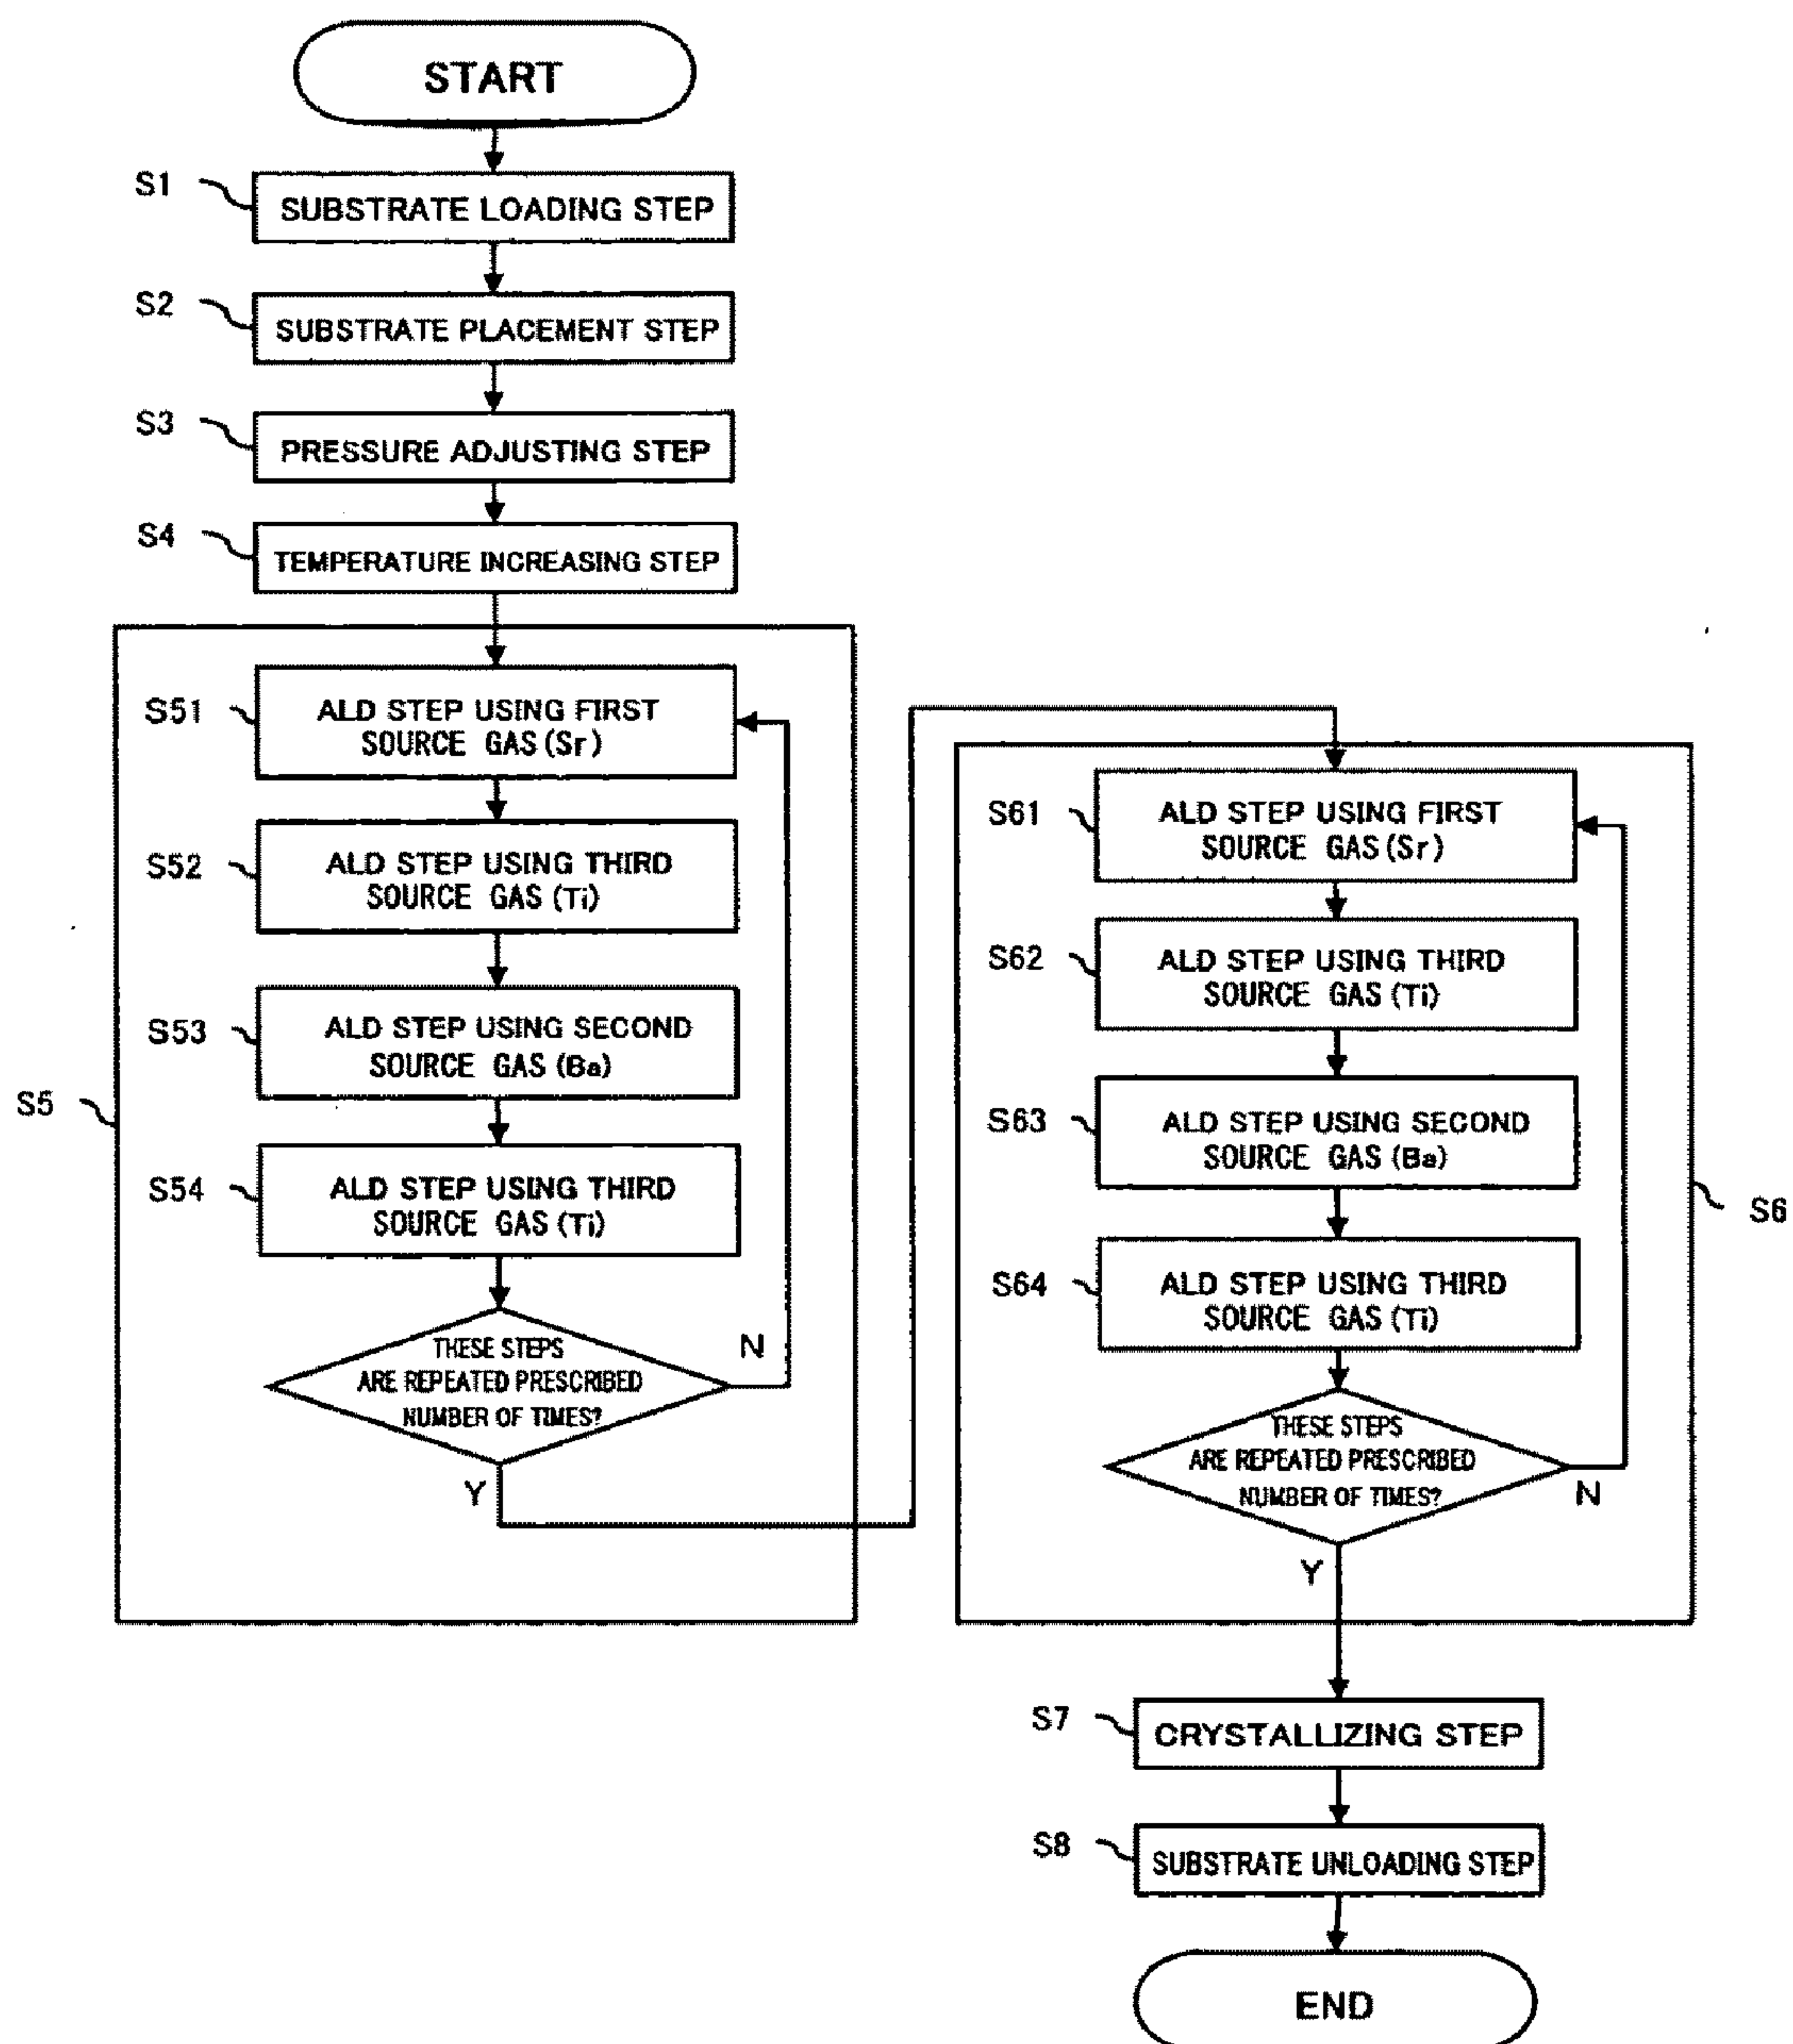 START
S1
SUBSTRATE LOADING STEP
S2
SUBSTRATE PLACEMENT STEP
S3
PRESSURE ADJUSTING STEP
S4
TEMPERATURE INCREASING STEP
S5
S51
ALD STEP USING FIRST
SOURCE GAS (Sr)
S52
ALD STEP USING THIRD
SOURCE GAS (Ti)
S53
ALD STEP USING SECOND
SOURCE GAS (Ba)
S54
ALD STEP USING THIRD
SOURCE GAS (Ti)
THESE STEPS
ARE REPEATED PRESCRIBED
NUMBER OF TIMES?
N
Y
S6
S61
ALD STEP USING FIRST
SOURCE GAS (Sr)
S62
ALD STEP USING THIRD
SOURCE GAS (Ti)
S63
ALD STEP USING SECOND
SOURCE GAS (Ba)
S64
ALD STEP USING THIRD
SOURCE GAS (Ti)
THESE STEPS
ARE REPEATED PRESCRIBED
NUMBER OF TIMES?
N
Y
S7
CRYSTALLIZING STEP
S8
SUBSTRATE UNLOADING STEP
END